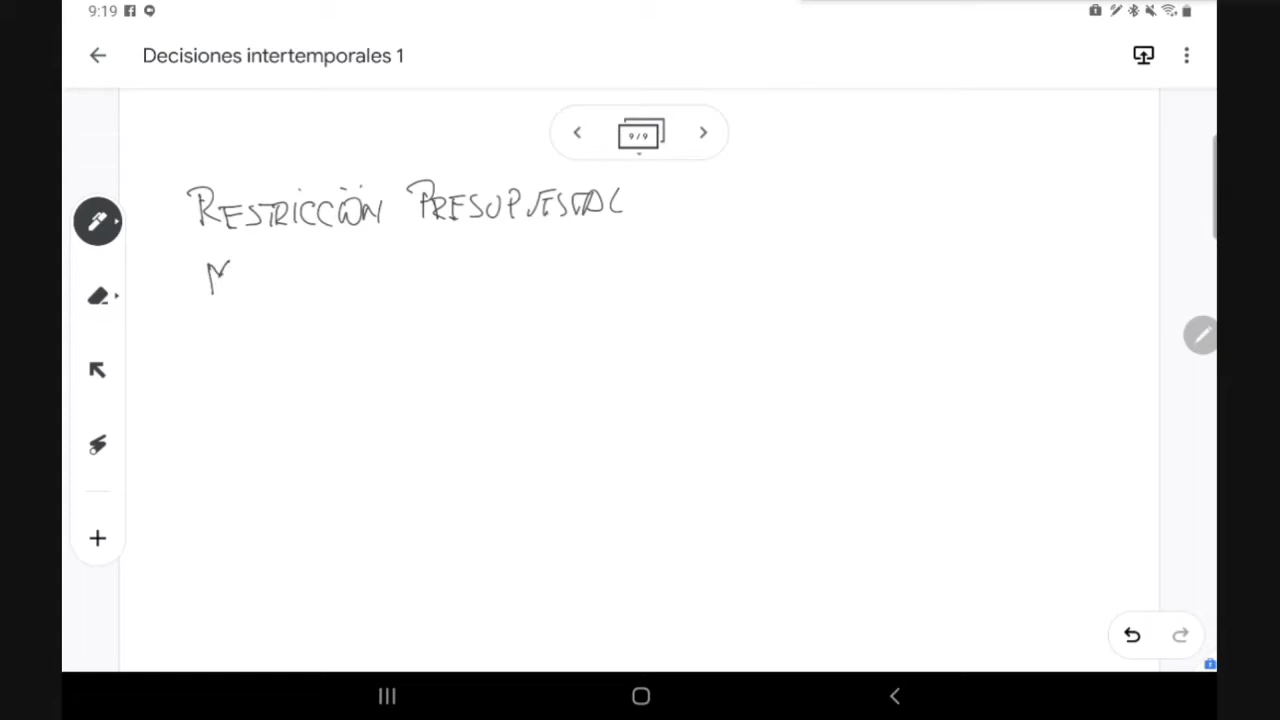 9:19
Decisiones intertemporales 1
9/9
RESTRICCIÓN PRESUPUESTAL